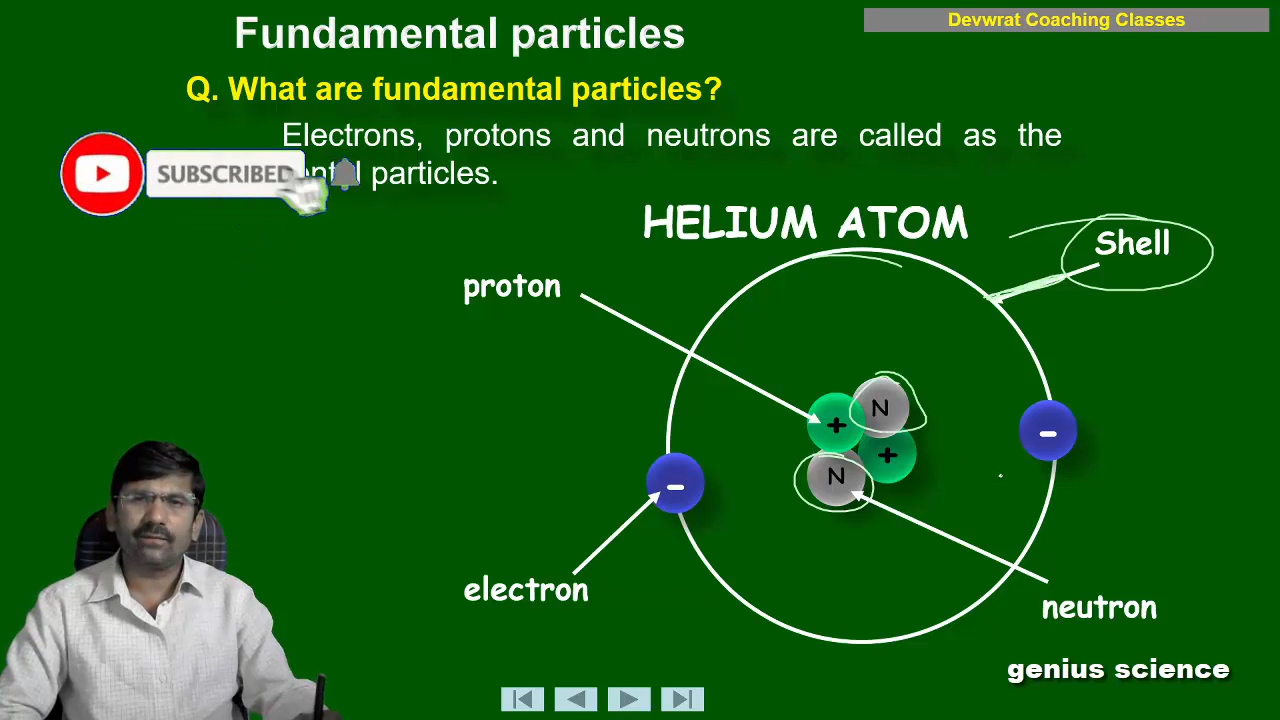 Fundamental particles
Devwrat Coaching Classes
Q. What are fundamental particles?
Electrons, protons and neutrons are called as the
particles.
SUBSCRIBED
HELIUM ATOM
Shell
proton
N
+
+
N
-
-
electron
neutron
genius science